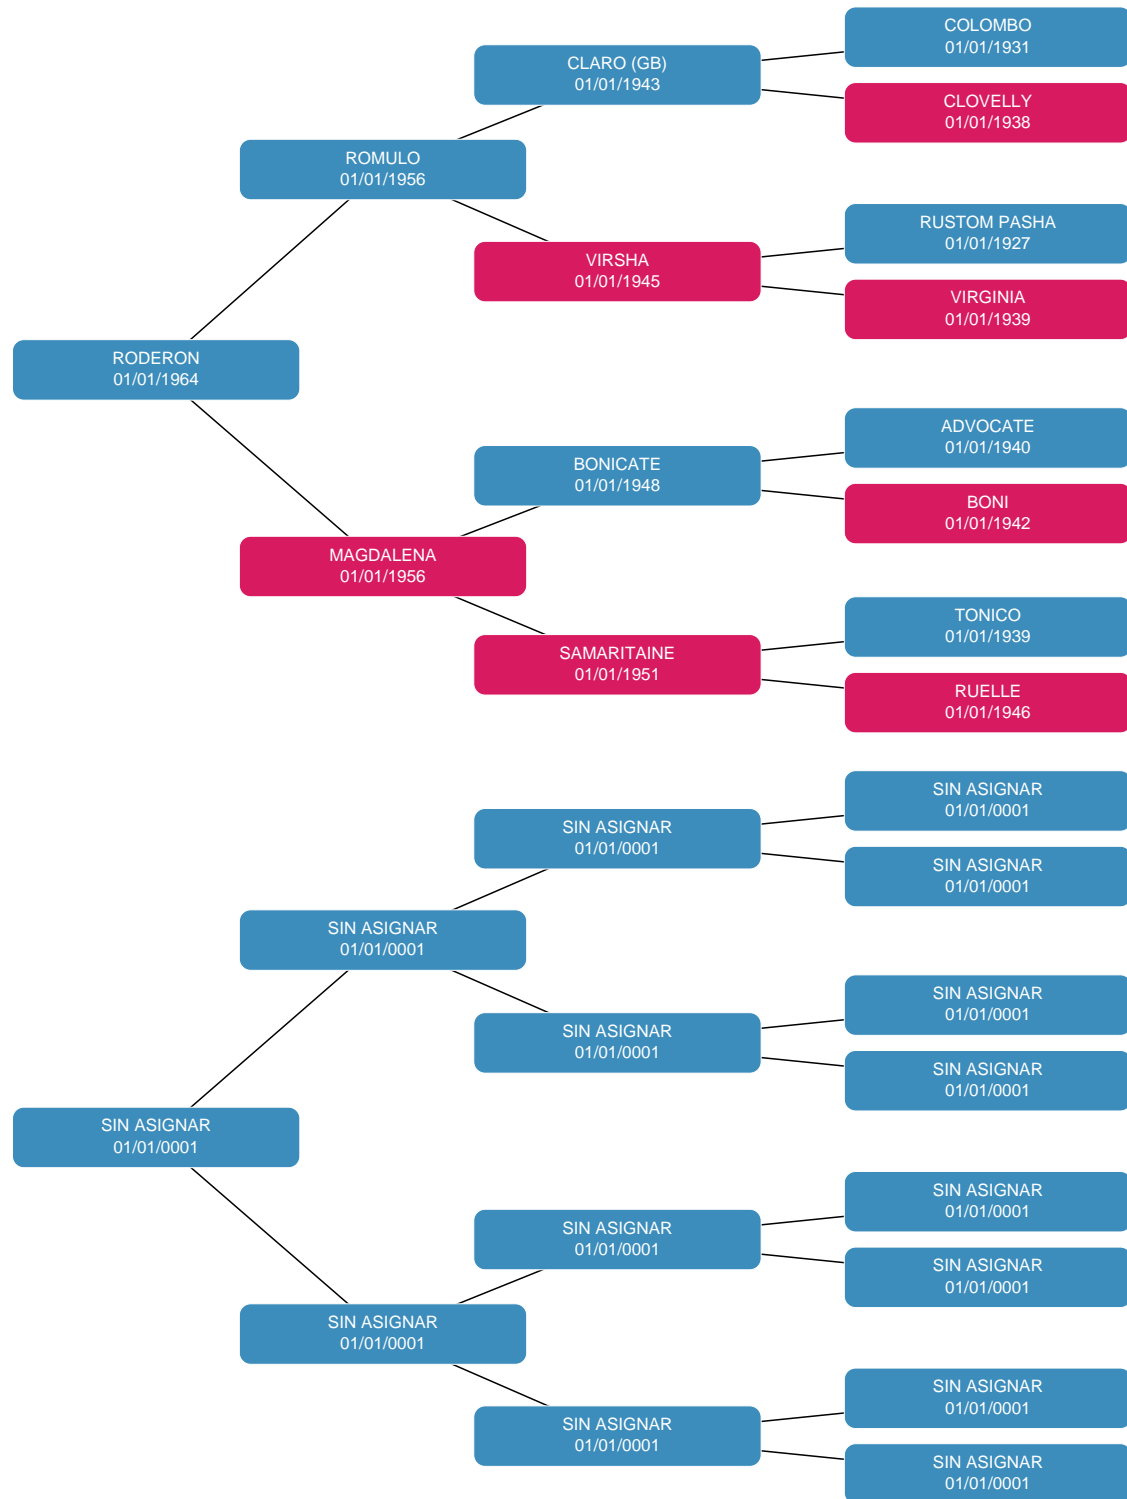 COLOMBO
01/01/1931
CLARO (GB)
01/01/1943
CLOVELLY
01/01/1938
ROMULO
01/01/1956
RUSTOM PASHA
01/01/1927
VIRSHA
01/01/1945
VIRGINIA
01/01/1939
RODERON
01/01/1964
ADVOCATE
01/01/1940
BONICATE
01/01/1948
BONI
01/01/1942
MAGDALENA
01/01/1956
TONICO
01/01/1939
SAMARITAINE
01/01/1951
RUELLE
01/01/1946
SIN ASIGNAR
01/01/0001
SIN ASIGNAR
01/01/0001
SIN ASIGNAR
01/01/0001
SIN ASIGNAR
01/01/0001
SIN ASIGNAR
01/01/0001
SIN ASIGNAR
01/01/0001
SIN ASIGNAR
01/01/0001
SIN ASIGNAR
01/01/0001
SIN ASIGNAR
01/01/0001
SIN ASIGNAR
01/01/0001
SIN ASIGNAR
01/01/0001
SIN ASIGNAR
01/01/0001
SIN ASIGNAR
01/01/0001
SIN ASIGNAR
01/01/0001
SIN ASIGNAR
01/01/0001